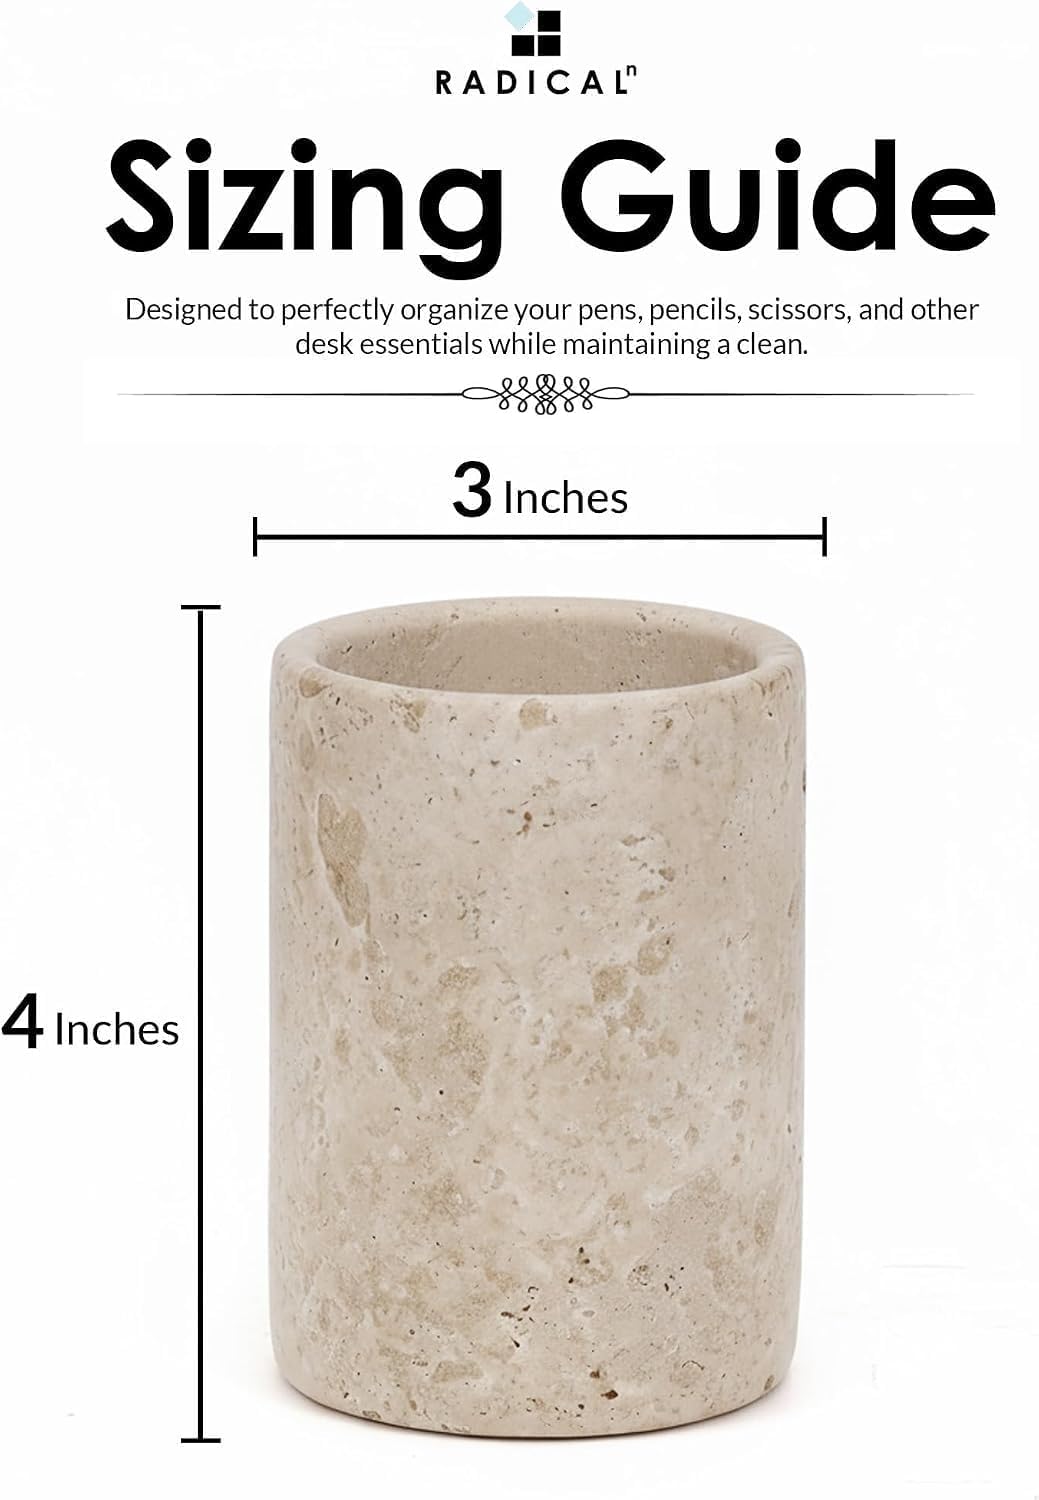 RADICALⁿ
Sizing Guide
Designed to perfectly organize your pens, pencils, scissors, and other
desk essentials while maintaining a clean.
3 Inches
4 Inches